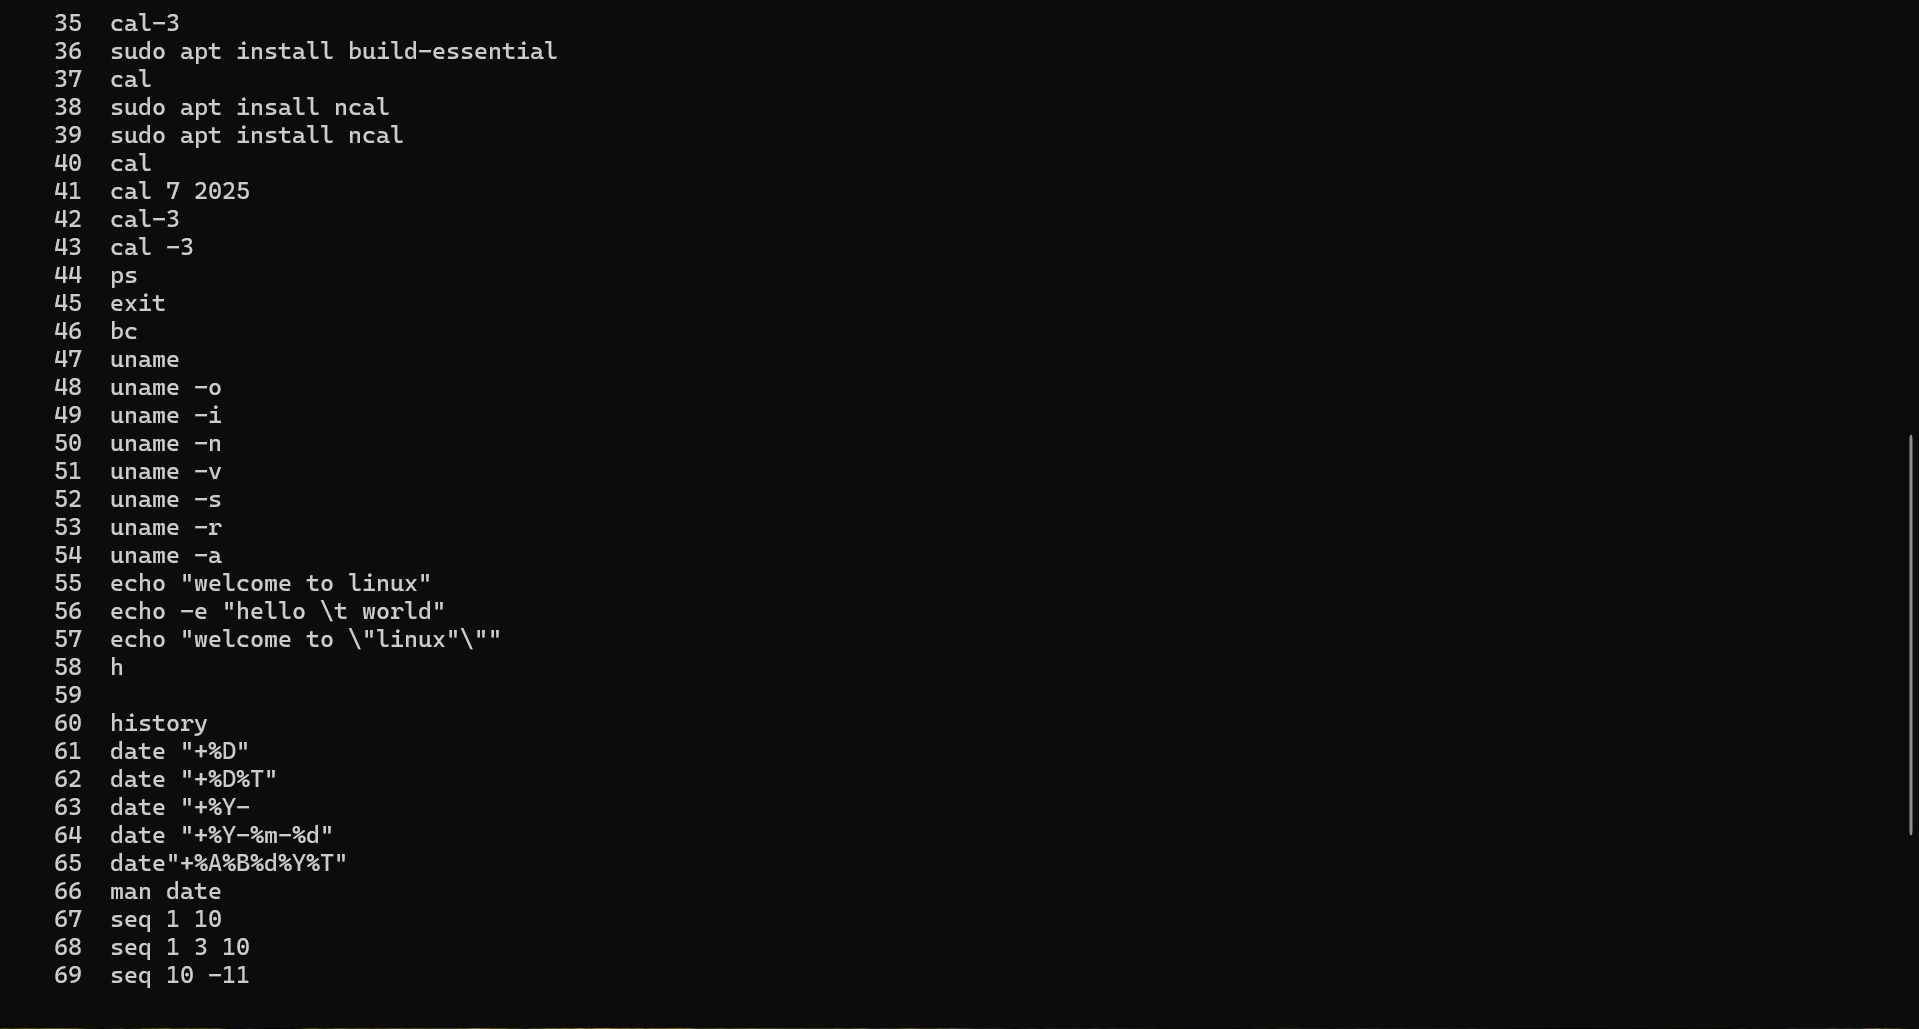 35 cal-3
36 sudo apt install build-essential
37 cal
38 sudo apt insall ncal
39 sudo apt install ncal
40 cal
41 cal 7 2025
42 cal-3
43 cal -3
44 ps
45 exit
46 bc
47 uname
48 uname -o
49 uname -i
50 uname -n
51 uname -v
52 uname -s
53 uname -r
54 uname -a
55 echo "welcome to linux"
56 echo -e "hello \t world"
57 echo "welcome to \"linux"\""
58 h
59
60 history
61 date "+%D"
62 date "+%D%T"
63 date "+%Y-
64 date "+%Y-%m-%d"
65 date"+%A%B%d%Y%T"
66 man date
67 seq 1 10
68 seq 1 3 10
69 seq 10 -11